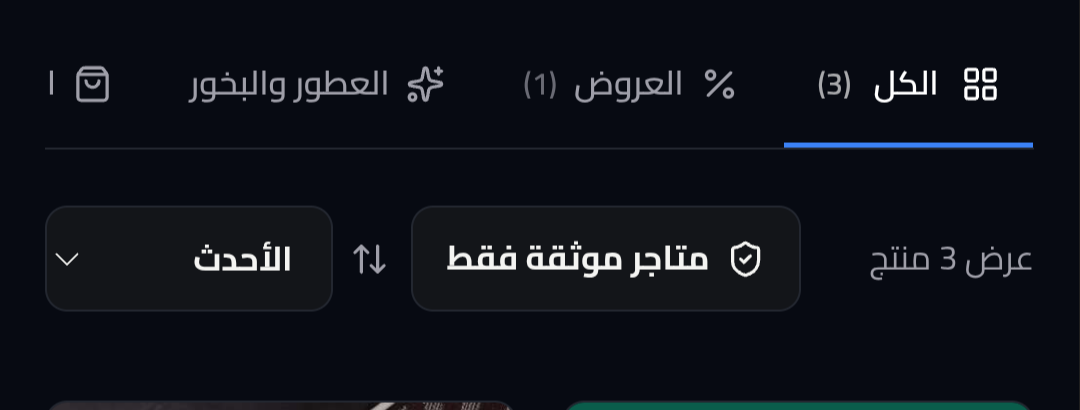 الكل (3) العروض (1) العطور والبخور
عرض 3 منتج متاجر موثقة فقط الأحدث